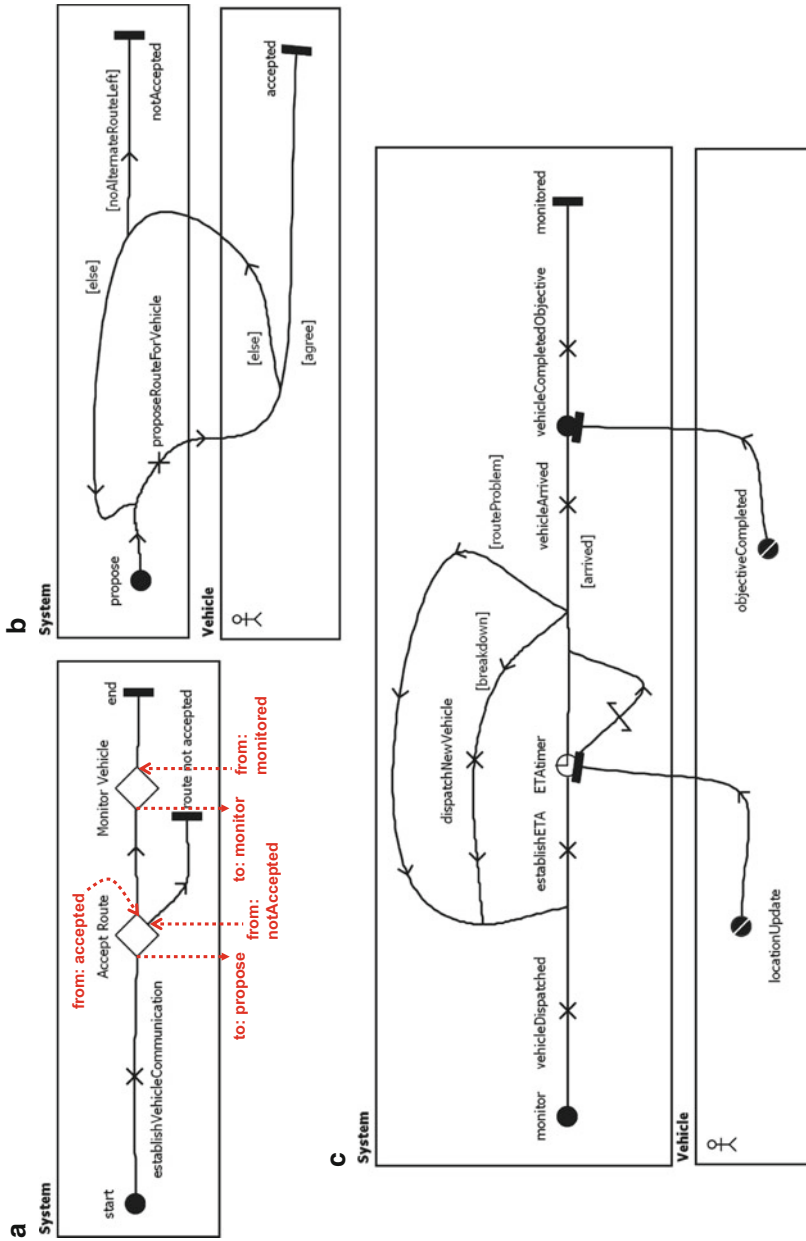 a
System
start
establishVehicleCommunication
Accept Route
from: accepted
to: propose
from:
notAccepted
Monitor Vehicle
to: monitor
from:
monitored
route not accepted
end
b
System
propose
proposeRouteForVehicle
[else]
[noAlternateRouteLeft]
notAccepted
Vehicle
[else]
[agree]
accepted
c
System
monitor
vehicleDispatched
establishETA
ETAtimer
dispatchNewVehicle
[breakdown]
[routeProblem]
[arrived]
vehicleArrived
vehicleCompletedObjective
monitored
Vehicle
locationUpdate
objectiveCompleted